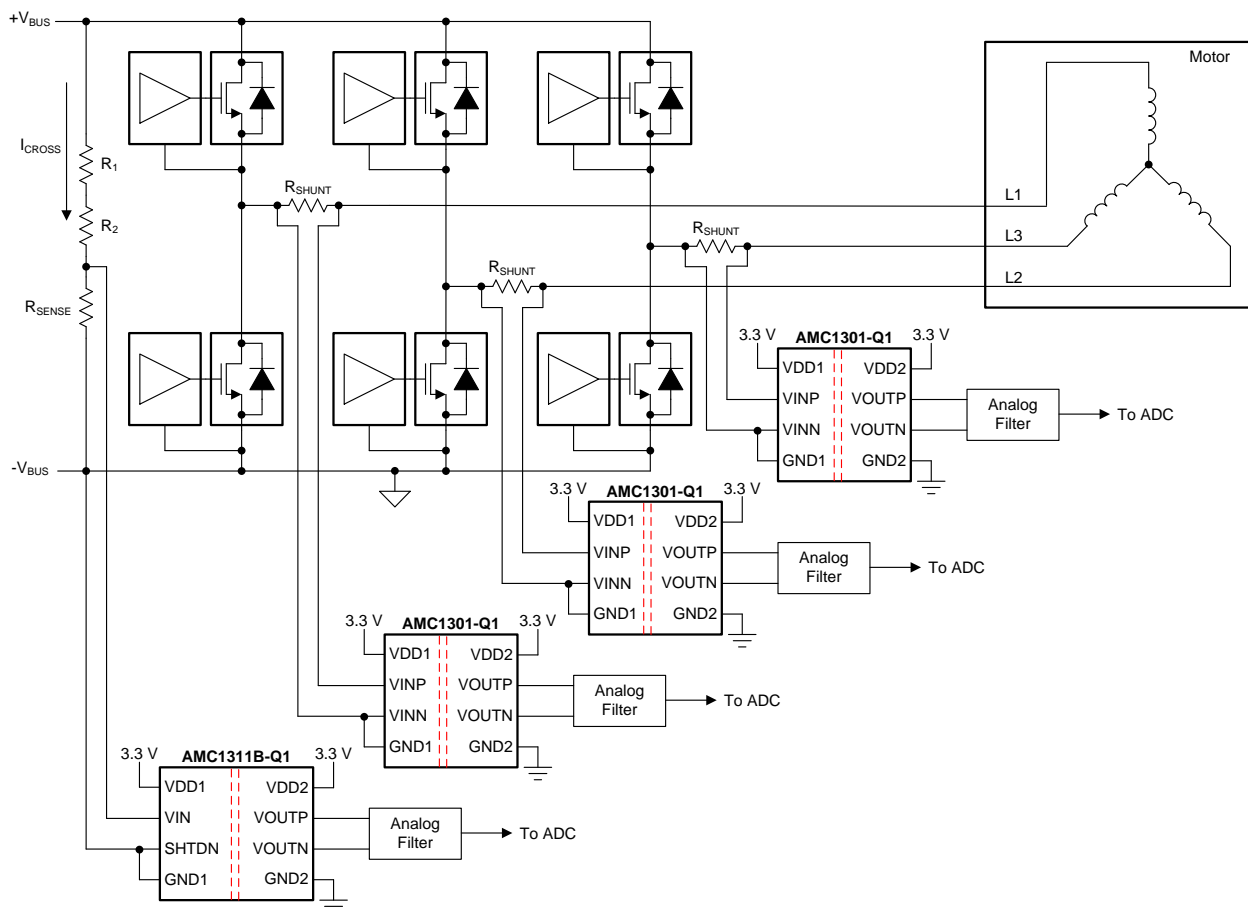 +VBUS
Motor
ICROSS
R1
R2
RSENSE
RSHUNT
L1
RSHUNT
L3
RSHUNT
L2
-VBUS
AMC1301-Q1
3.3 V
3.3 V
VDD1
VDD2
VINP
VOUTP
VINN
VOUTN
GND1
GND2
Analog
Filter
To ADC
AMC1301-Q1
3.3 V
3.3 V
VDD1
VDD2
VINP
VOUTP
VINN
VOUTN
GND1
GND2
Analog
Filter
To ADC
AMC1301-Q1
3.3 V
3.3 V
VDD1
VDD2
VINP
VOUTP
VINN
VOUTN
GND1
GND2
Analog
Filter
To ADC
AMC1311B-Q1
3.3 V
3.3 V
VDD1
VDD2
VIN
VOUTP
SHTDN
VOUTN
GND1
GND2
Analog
Filter
To ADC